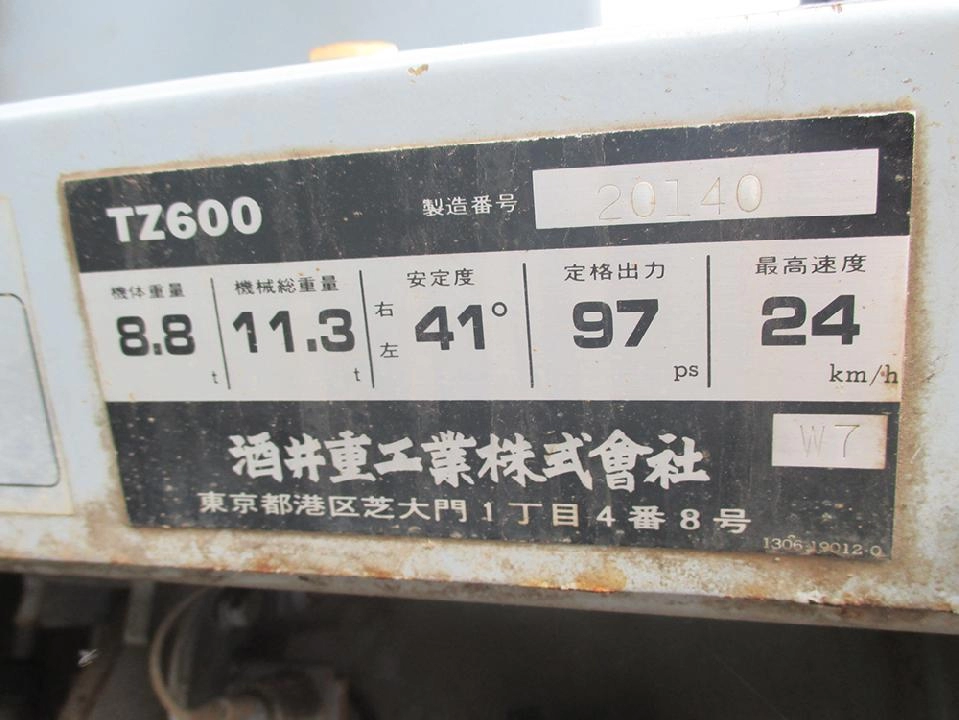 TZ600 製造番号 20140
機体重量 機械総重量 安定度 定格出力 最高速度
8.8 t 11.3 t 右 左 41° 97 ps 24 km/h
酒井重工業株式會社 W7
東京都港区芝大門1丁目4番8号
1306-19012-0